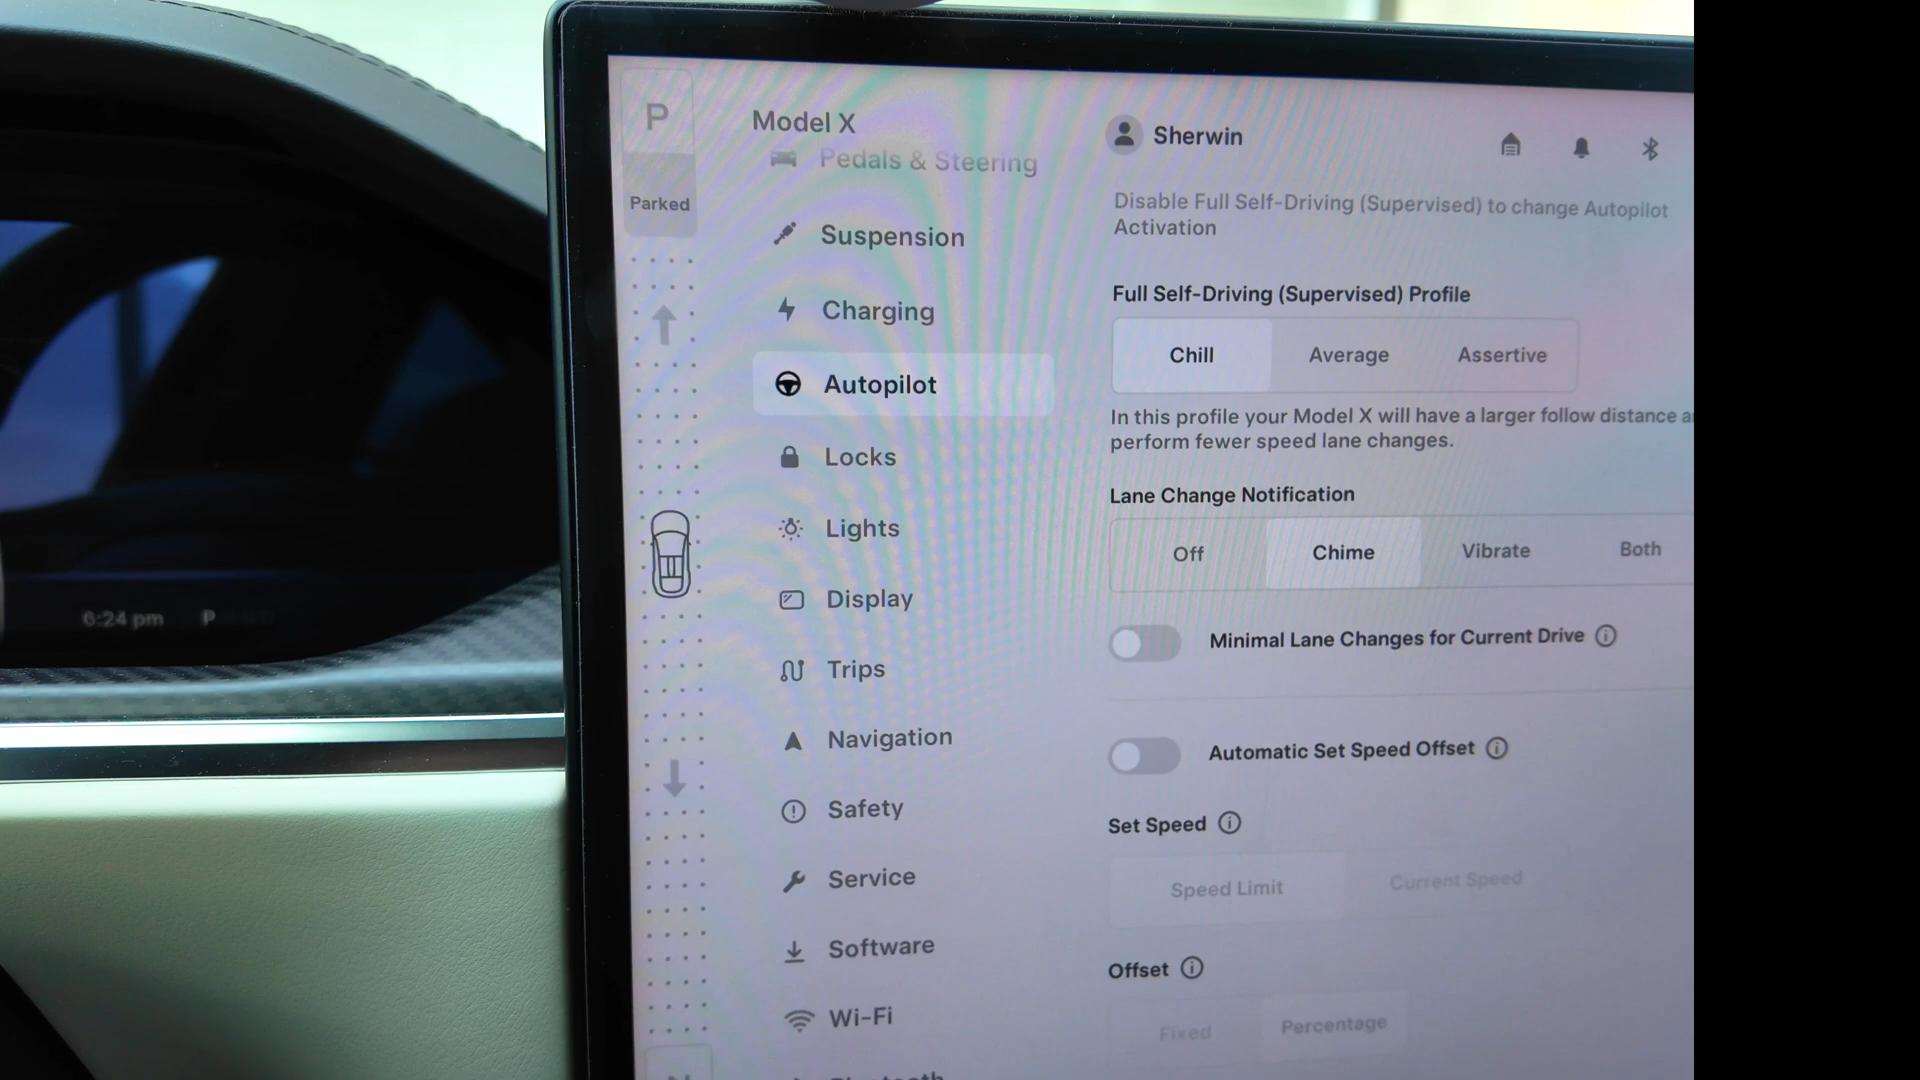 P
Parked
Model X
Pedals & Steering
Suspension
Charging
Autopilot
Locks
Lights
Display
Trips
Navigation
Safety
Service
Software
Wi-Fi
Sherwin
Disable Full Self-Driving (Supervised) to change Autopilot
Activation
Full Self-Driving (Supervised) Profile
Chill Average Assertive
In this profile your Model X will have a larger follow distance
perform fewer speed lane changes.
Lane Change Notification
Off Chime Vibrate Both
Minimal Lane Changes for Current Drive
Automatic Set Speed Offset
Set Speed
Speed Limit Current Speed
Offset
Fixed Percentage
6:24 pm P